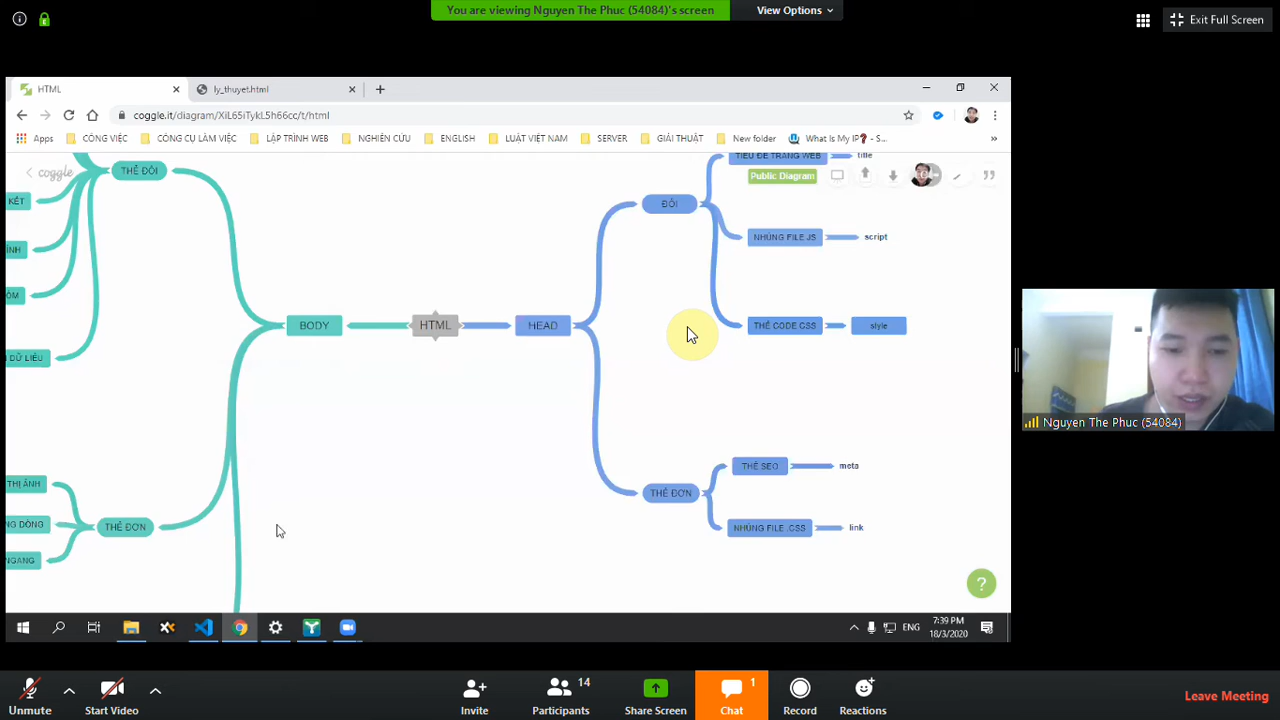 You are viewing Nguyen The Phuc (54084)'s screen
View Options
Exit Full Screen
HTML
ly_thuyet.html
coggle.it/diagram/XiL65iTykL5h66cc/t/html
Apps
CÔNG VIỆC
CÔNG CỤ LÀM VIỆC
LẬP TRÌNH WEB
NGHIÊN CỨU
ENGLISH
LUẬT VIỆT NAM
SERVER
GIẢI THUẬT
New folder
What Is My IP? - S...
coggle
THẺ ĐÔI
TIÊU ĐỀ TRANG WEB
title
Public Diagram
KẾT
ĐÔI
NHÚNG FILE JS
script
BODY
HTML
HEAD
THẺ CODE CSS
style
DỮ LIỆU
THẺ SEO
meta
THỊ ẢNH
THẺ ĐƠN
NG DÒNG
THẺ ĐƠN
NHÚNG FILE .CSS
link
NGANG
?
7:39 PM
ENG
18/3/2020
Nguyen The Phuc (54084)
Unmute
Start Video
Invite
Participants
14
Share Screen
Chat
1
Record
Reactions
Leave Meeting